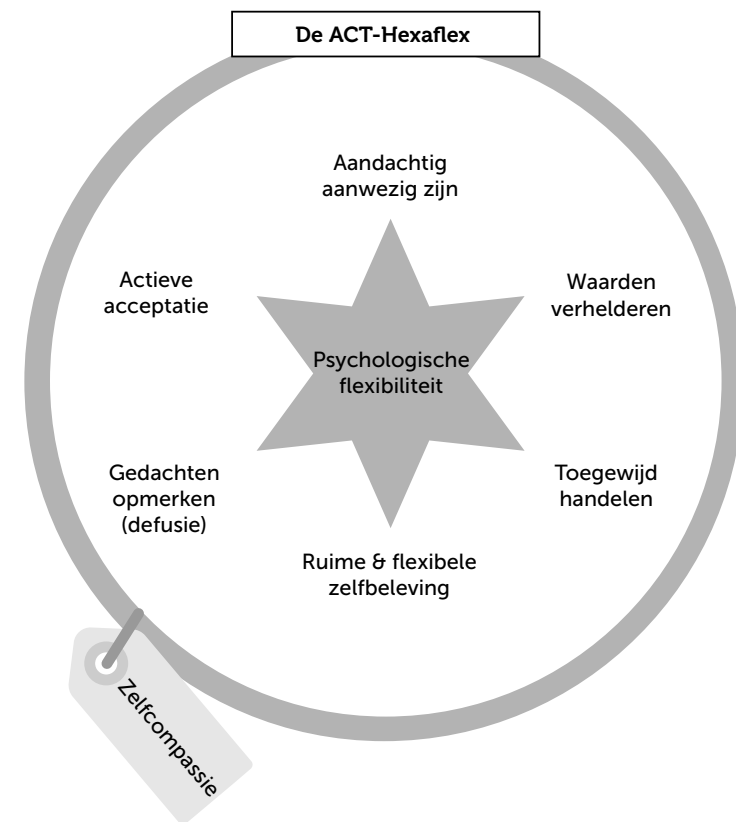 De ACT-Hexaflex
Aandachtig
aanwezig zijn
Actieve
acceptatie
Waarden
verhelderen
Psychologische
flexibiliteit
Gedachten
opmerken
(defusie)
Toegewijd
handelen
Ruime & flexibele
zelfbeleving
Zelfcompassie